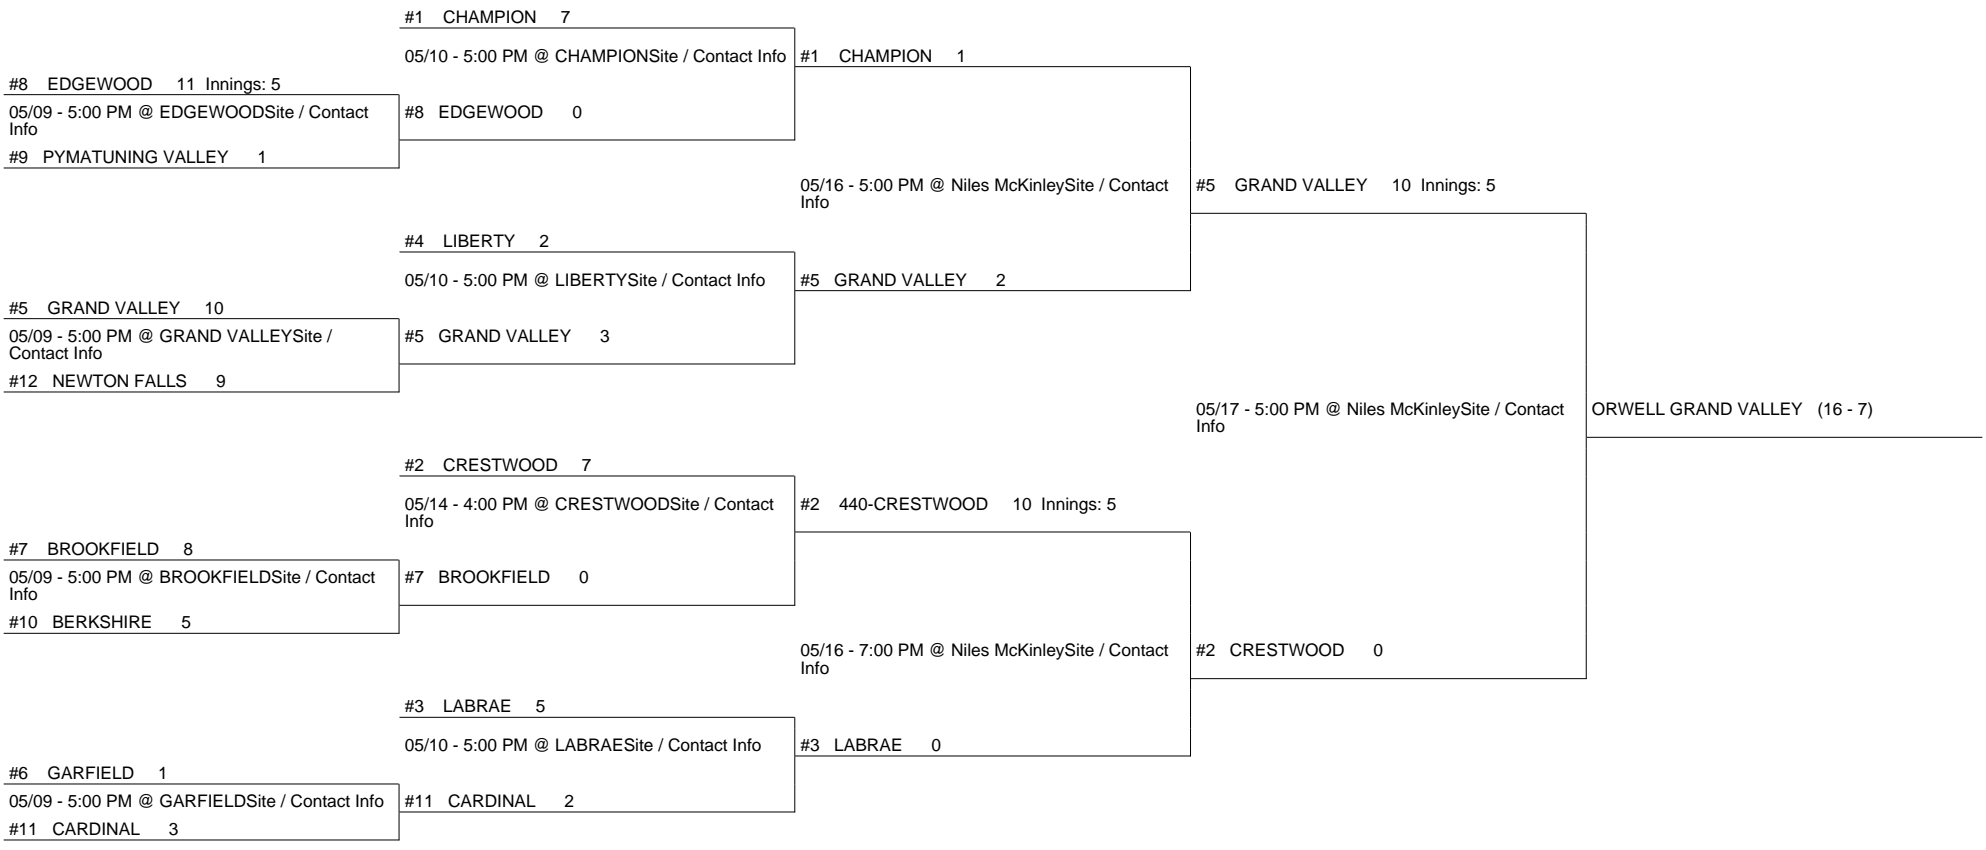 #1 CHAMPION 7
05/10 - 5:00 PM @ CHAMPIONSite / Contact Info
#1 CHAMPION 1
#8 EDGEWOOD 11 Innings: 5
05/09 - 5:00 PM @ EDGEWOODSite / Contact
Info
#8 EDGEWOOD 0
#9 PYMATUNING VALLEY 1
05/16 - 5:00 PM @ Niles McKinleySite / Contact
Info
#5 GRAND VALLEY 10 Innings: 5
#4 LIBERTY 2
05/10 - 5:00 PM @ LIBERTYSite / Contact Info
#5 GRAND VALLEY 2
#5 GRAND VALLEY 10
05/09 - 5:00 PM @ GRAND VALLEYSite /
Contact Info
#5 GRAND VALLEY 3
#12 NEWTON FALLS 9
05/17 - 5:00 PM @ Niles McKinleySite / Contact
Info
ORWELL GRAND VALLEY (16 - 7)
#2 CRESTWOOD 7
05/14 - 4:00 PM @ CRESTWOODSite / Contact
Info
#2 440-CRESTWOOD 10 Innings: 5
#7 BROOKFIELD 8
05/09 - 5:00 PM @ BROOKFIELDSite / Contact
Info
#7 BROOKFIELD 0
#10 BERKSHIRE 5
05/16 - 7:00 PM @ Niles McKinleySite / Contact
Info
#2 CRESTWOOD 0
#3 LABRAE 5
05/10 - 5:00 PM @ LABRAESite / Contact Info
#3 LABRAE 0
#6 GARFIELD 1
05/09 - 5:00 PM @ GARFIELDSite / Contact Info
#11 CARDINAL 2
#11 CARDINAL 3